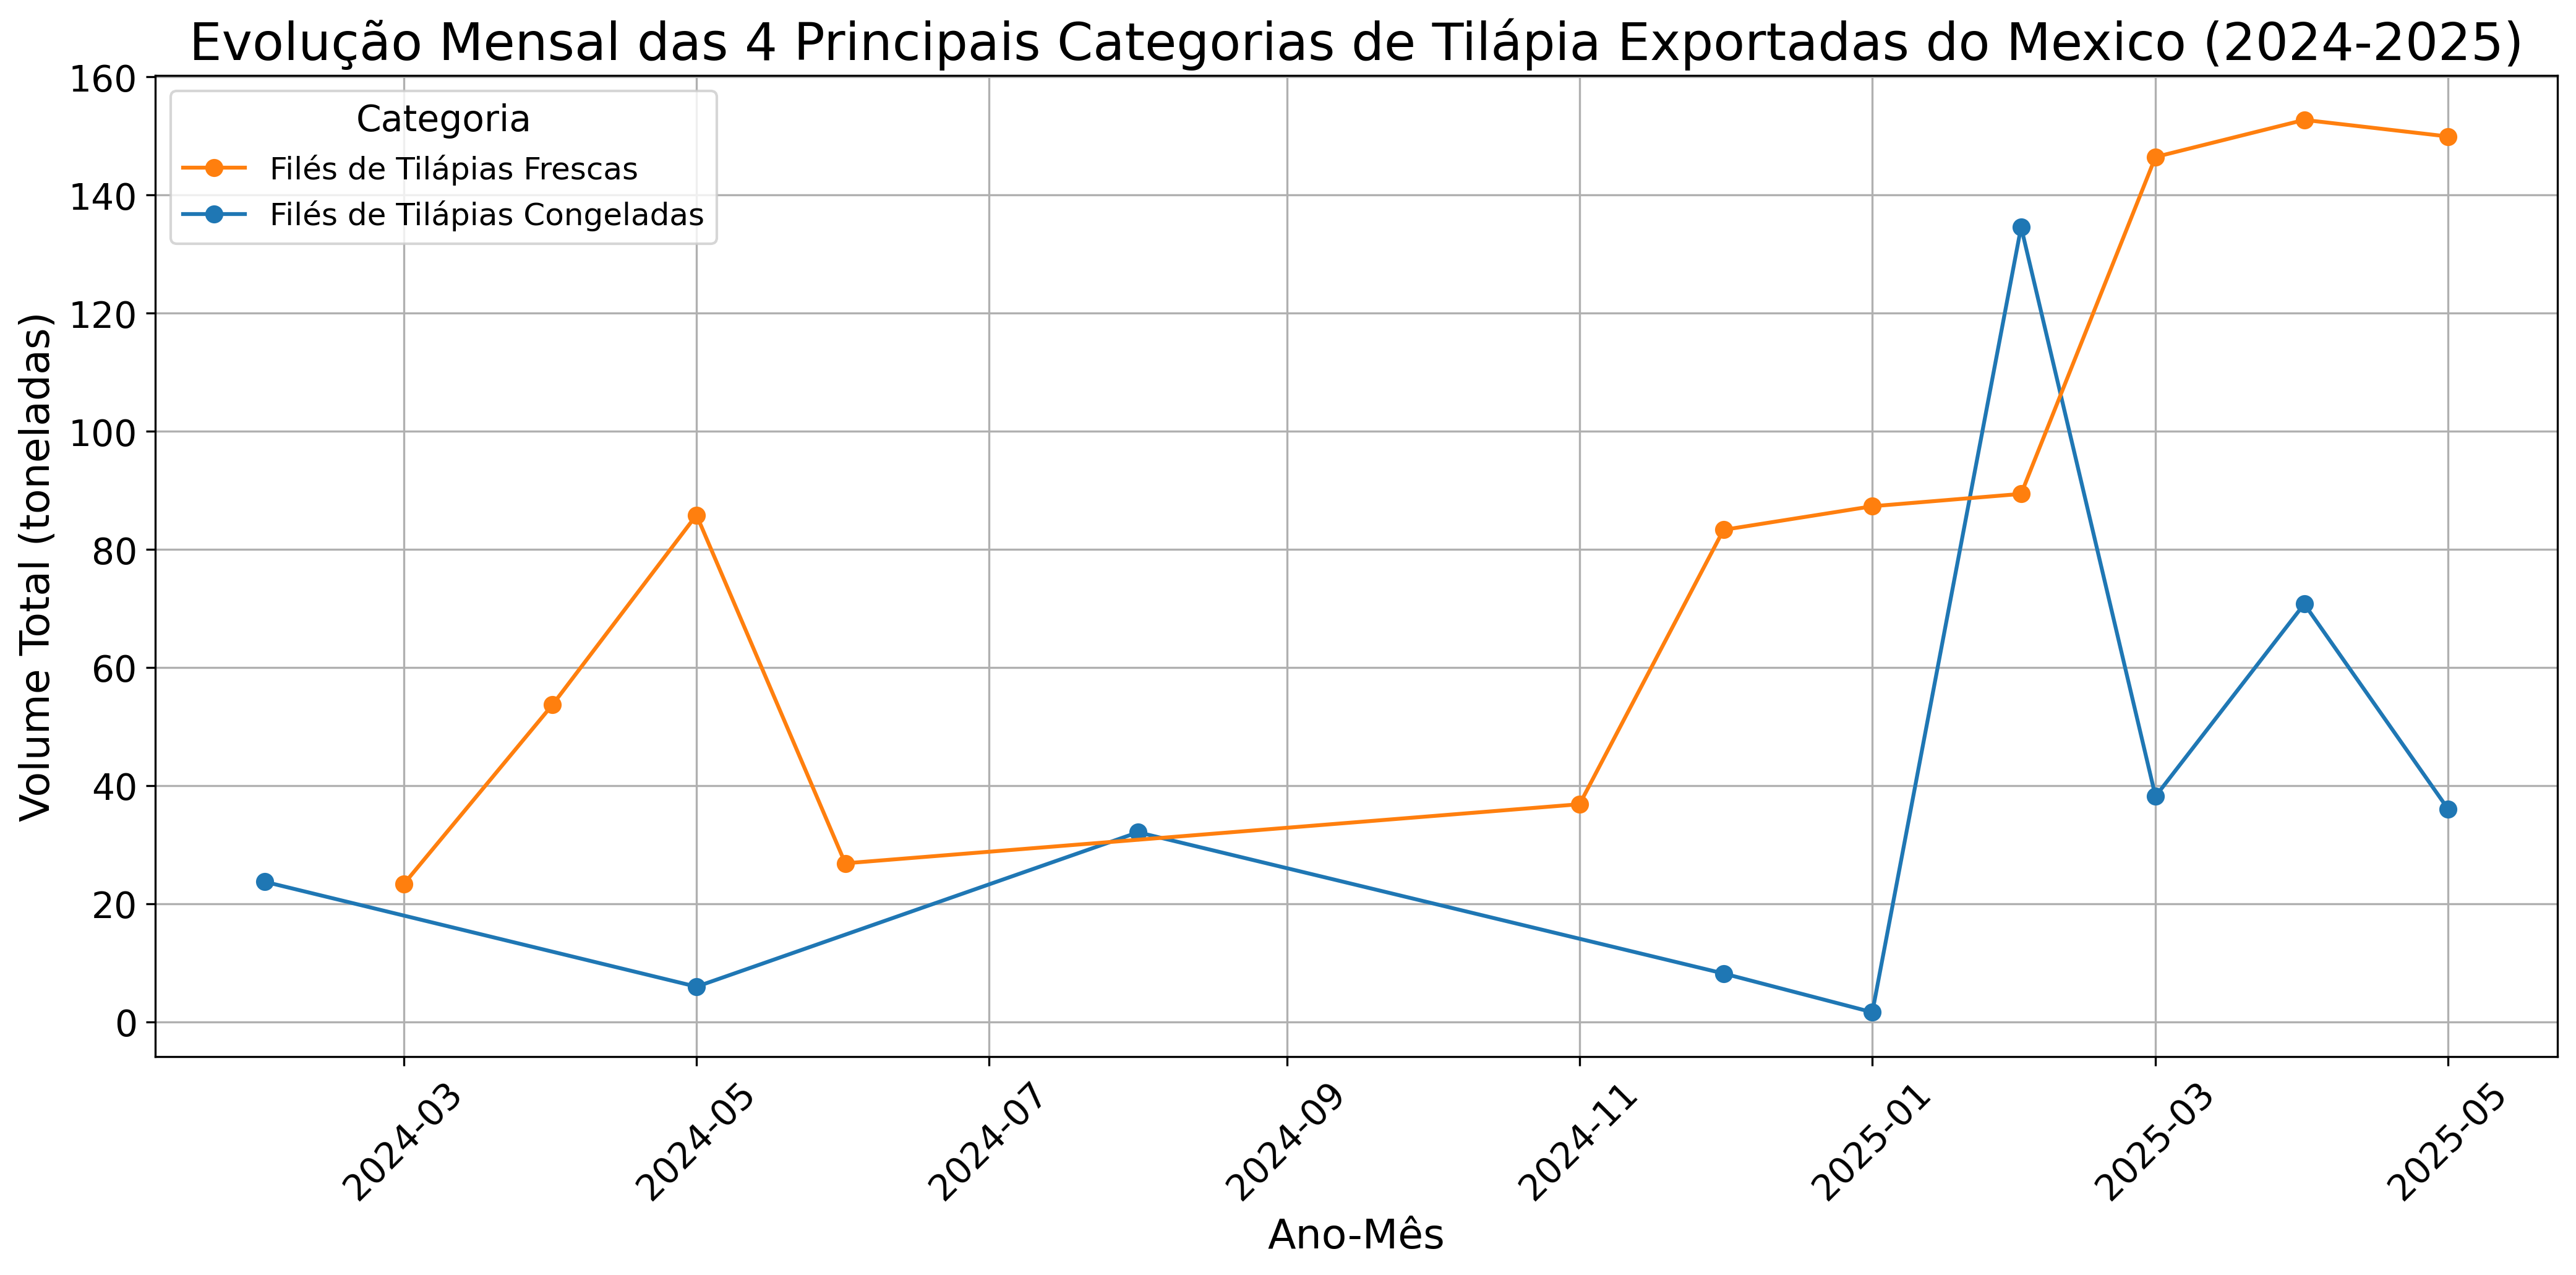 Evolução Mensal das 4 Principais Categorias de Tilápia Exportadas do Mexico (2024-2025)
Categoria
Filés de Tilápias Frescas
Filés de Tilápias Congeladas
Volume Total (toneladas)
160
140
120
100
80
60
40
20
0
2024-03
2024-05
2024-07
2024-09
2024-11
2025-01
2025-03
2025-05
Ano-Mês